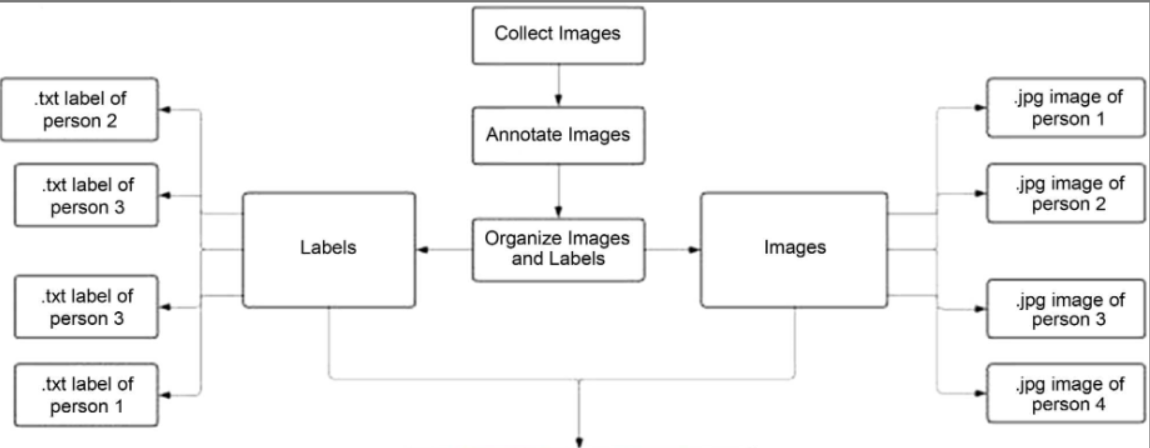 Collect Images
.txt label of
person 2
Annotate Images
.jpg image of
person 1
.txt label of
person 3
.jpg image of
person 2
Labels
Organize Images
and Labels
Images
.txt label of
person 3
.jpg image of
person 3
.txt label of
person 1
.jpg image of
person 4